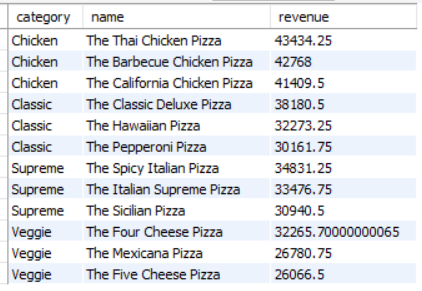 category name revenue
Chicken The Thai Chicken Pizza 43434.25
Chicken The Barbecue Chicken Pizza 42768
Chicken The California Chicken Pizza 41409.5
Classic The Classic Deluxe Pizza 38180.5
Classic The Hawaiian Pizza 32273.25
Classic The Pepperoni Pizza 30161.75
Supreme The Spicy Italian Pizza 34831.25
Supreme The Italian Supreme Pizza 33476.75
Supreme The Sicilian Pizza 30940.5
Veggie The Four Cheese Pizza 32265.70000000065
Veggie The Mexicana Pizza 26780.75
Veggie The Five Cheese Pizza 26066.5